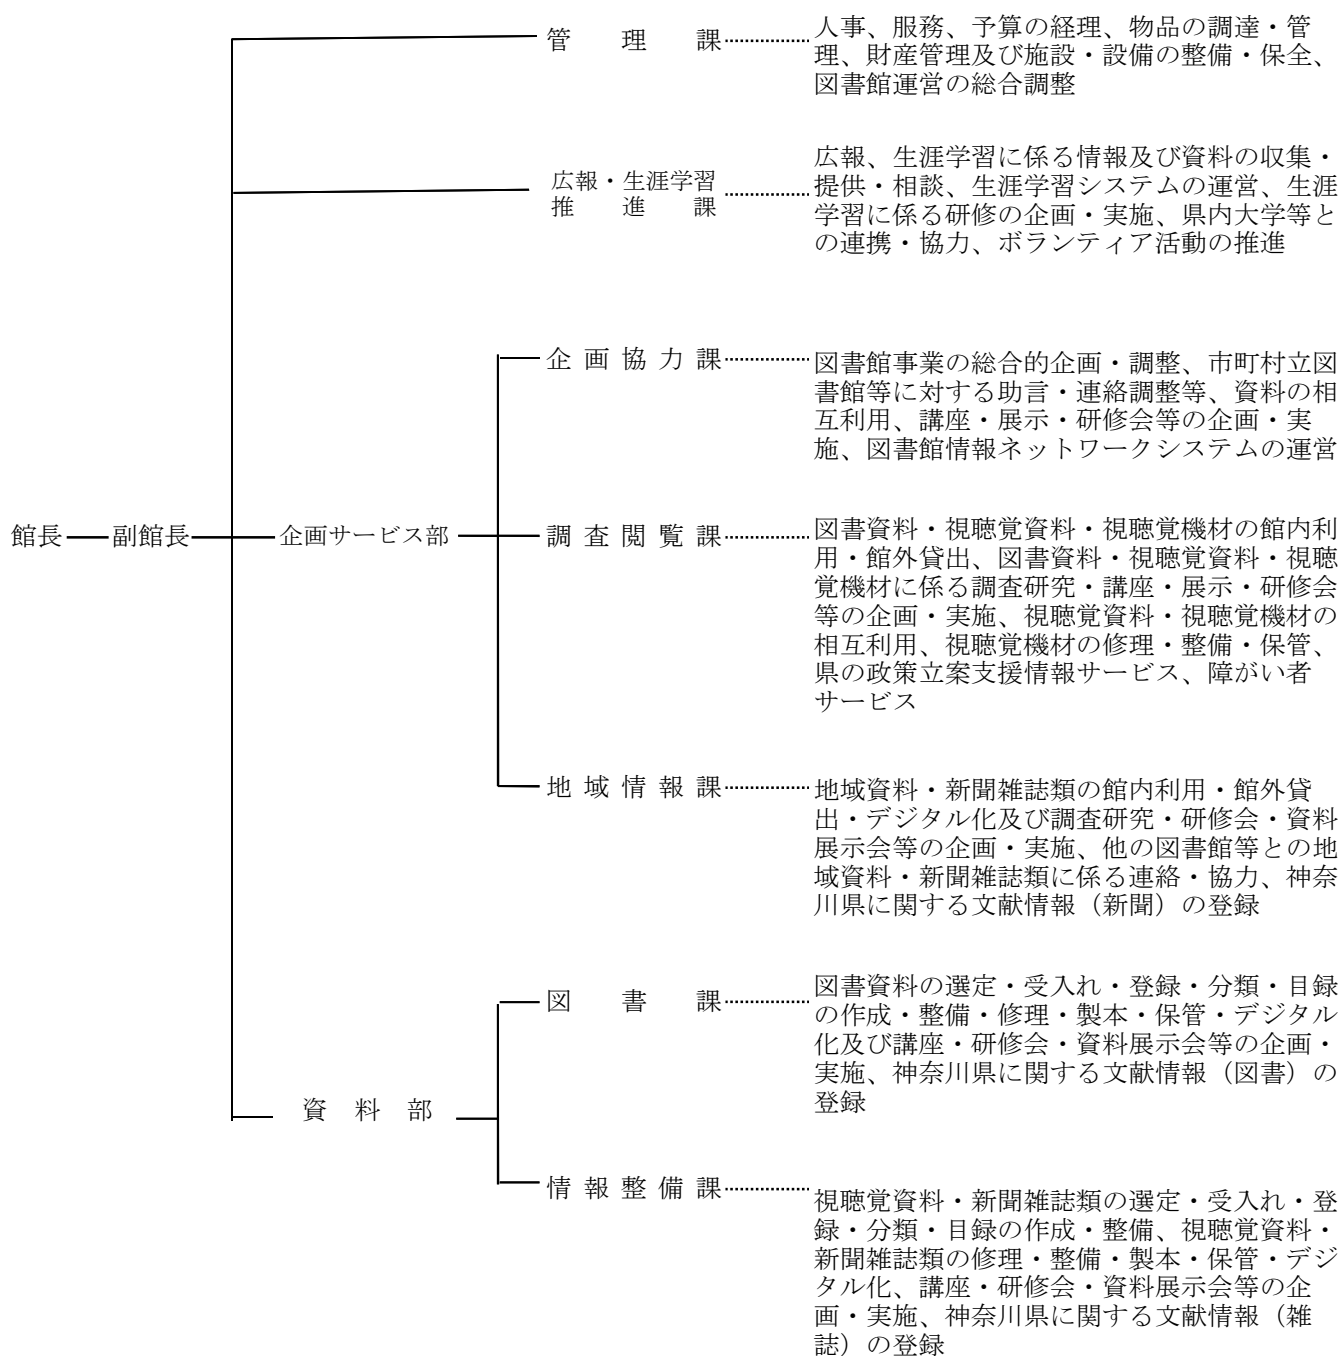 管理課
人事、服務、予算の経理、物品の調達・管
理、財産管理及び施設・設備の整備・保全、
図書館運営の総合調整
広報・生涯学習
推進課
広報、生涯学習に係る情報及び資料の収集・
提供・相談、生涯学習システムの運営、生涯
学習に係る研修の企画・実施、県内大学等と
の連携・協力、ボランティア活動の推進
企画協力課
図書館事業の総合的企画・調整、市町村立図
書館等に対する助言・連絡調整等、資料の相
互利用、講座・展示・研修会等の企画・実
施、図書館情報ネットワークシステムの運営
館長
副館長
企画サービス部
調査閲覧課
図書資料・視聴覚資料・視聴覚機材の館内利
用・館外貸出、図書資料・視聴覚資料・視聴
覚機材に係る調査研究・講座・展示・研修会
等の企画・実施、視聴覚資料・視聴覚機材の
相互利用、視聴覚機材の修理・整備・保管、
県の政策立案支援情報サービス、障がい者
サービス
地域情報課
地域資料・新聞雑誌類の館内利用・館外貸
出・デジタル化及び調査研究・研修会・資料
展示会等の企画・実施、他の図書館等との地
域資料・新聞雑誌類に係る連絡・協力、神奈
川県に関する文献情報（新聞）の登録
図書課
図書資料の選定・受入れ・登録・分類・目録
の作成・整備・修理・製本・保管・デジタル
化及び講座・研修会・資料展示会等の企画・
実施、神奈川県に関する文献情報（図書）の
登録
資料部
情報整備課
視聴覚資料・新聞雑誌類の選定・受入れ・登
録・分類・目録の作成・整備、視聴覚資料・
新聞雑誌類の修理・整備・製本・保管・デジ
タル化、講座・研修会・資料展示会等の企
画・実施、神奈川県に関する文献情報（雑
誌）の登録